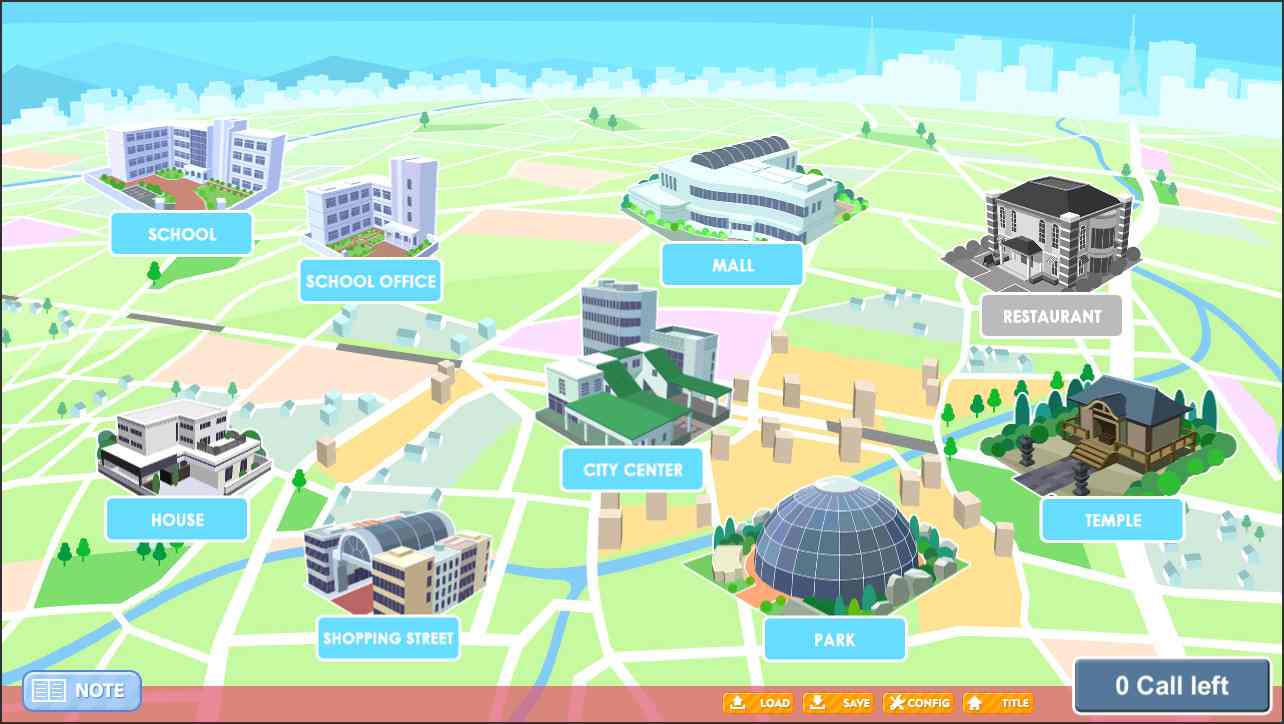 SCHOOL
SCHOOL OFFICE
MALL
RESTAURANT
CITY CENTER
HOUSE
TEMPLE
SHOPPING STREET
PARK
NOTE
LOAD
SAVE
CONFIG
TITLE
0 Call left